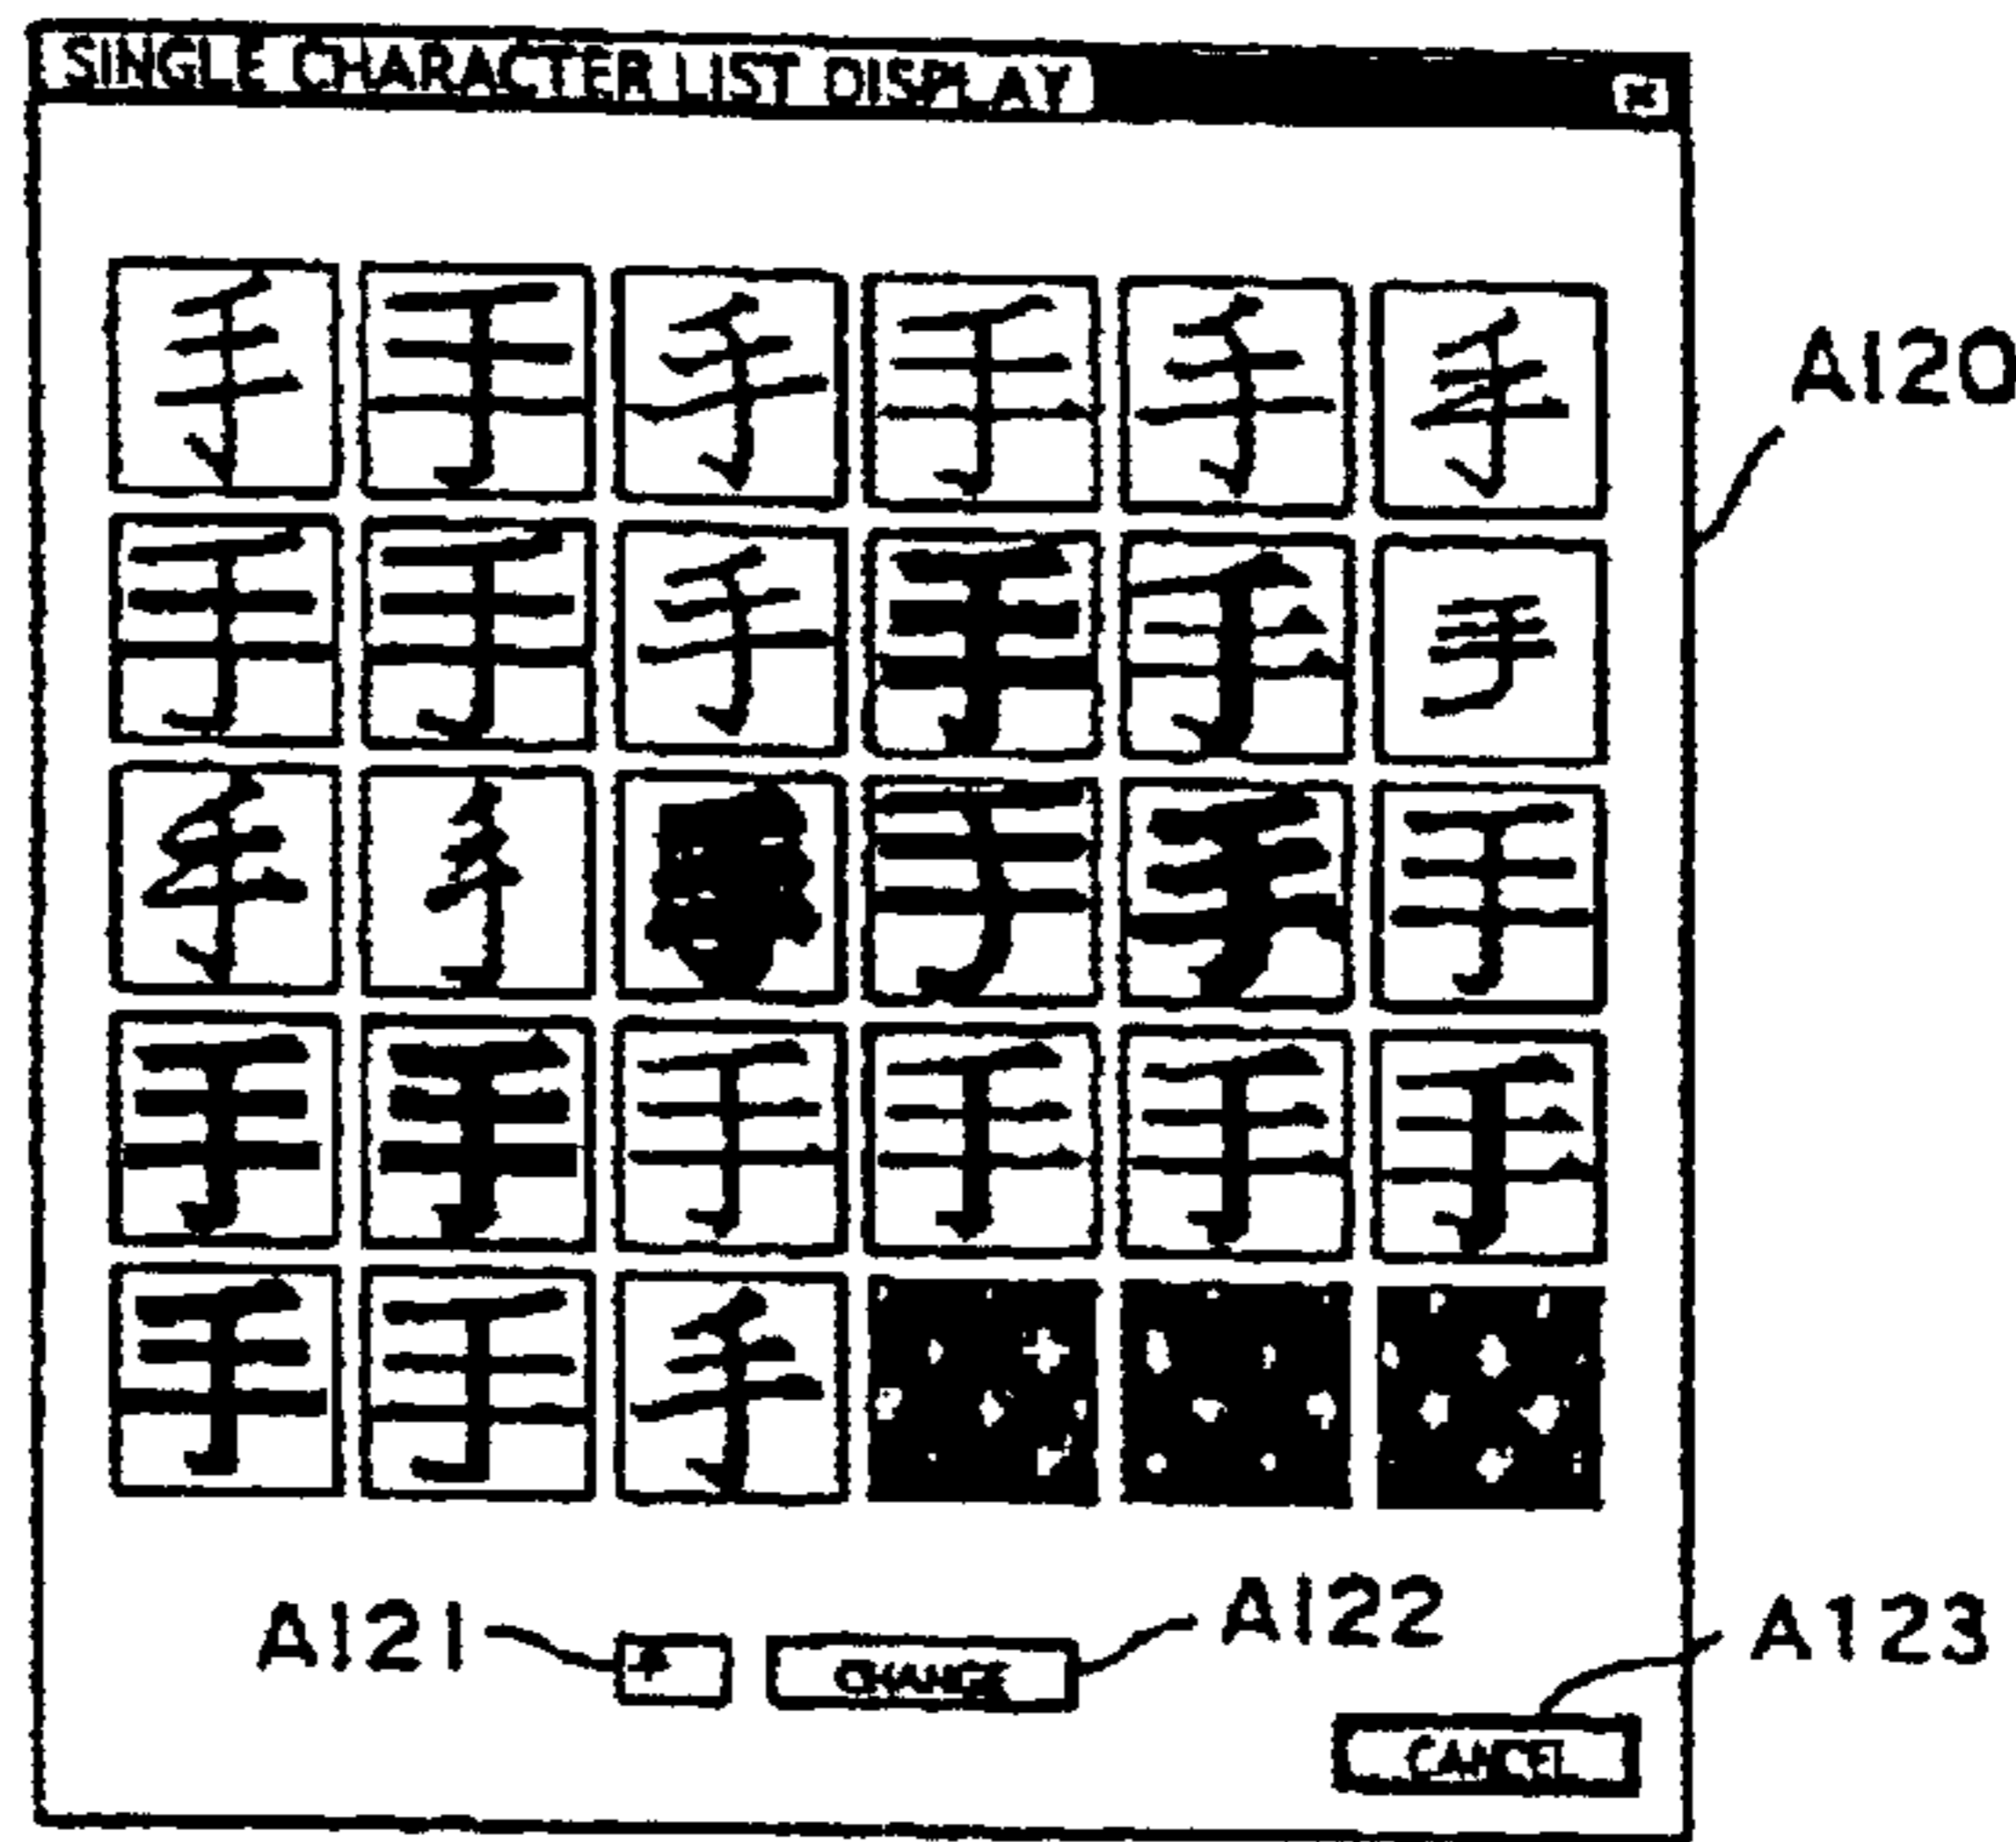 SINGLE CHARACTER LIST DISPLAY
手 手 手 手 手 手
手 手 手 手 手 手
手 手 手 手 手
手 手 手 手 手 手
手 手 手
A120
A121
CHANGE
A122
CANCEL
A123